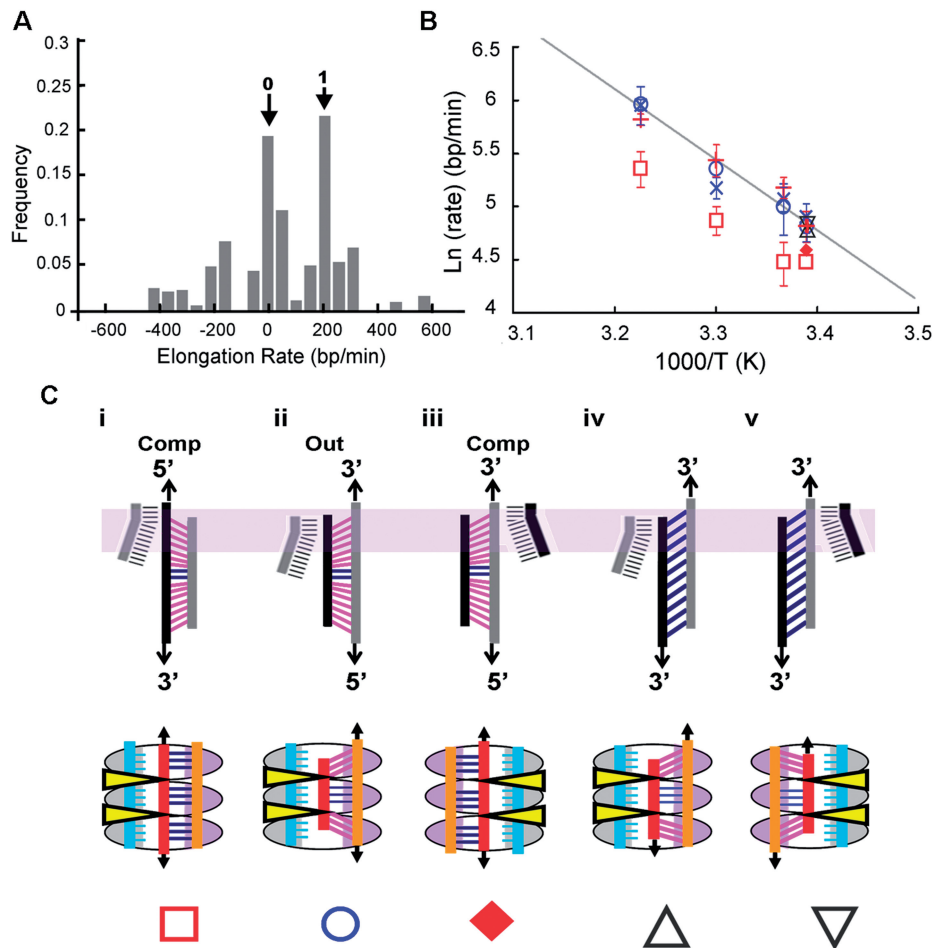 A
0.3
0.25
0.2
0.15
0.1
0.05
0
Frequency
0
1
-600
-400
-200
0
200
400
600
Elongation Rate (bp/min)
B
6.5
6
5.5
5
4.5
4
Ln (rate) (bp/min)
3.1
3.2
3.3
3.4
3.5
1000/T (K)
C
i
ii
iii
iv
v
Comp
Out
Comp
5’
3’
3’
3’
3’
3’
5’
5’
3’
3’